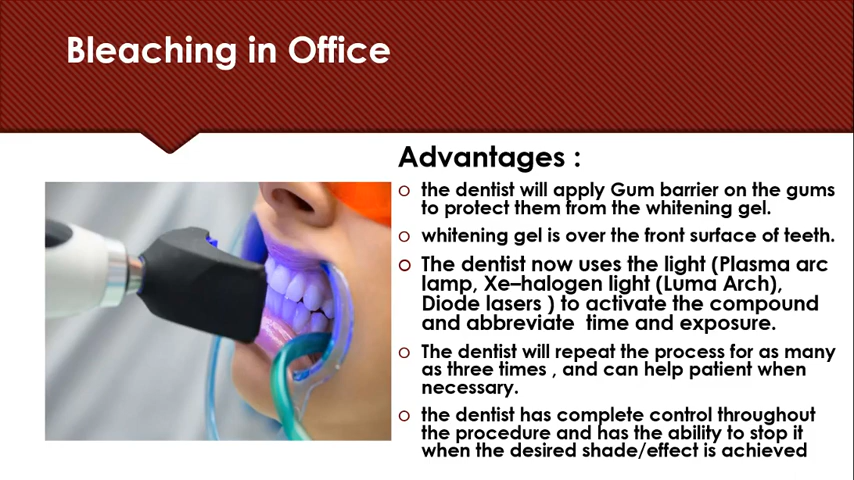 Bleaching in Office
Advantages :
the dentist will apply Gum barrier on the gums
to protect them from the whitening gel.
whitening gel is over the front surface of teeth.
The dentist now uses the light (Plasma arc
lamp, Xe–halogen light (Luma Arch),
Diode lasers ) to activate the compound
and abbreviate  time and exposure.
The dentist will repeat the process for as many
as three times , and can help patient when
necessary.
the dentist has complete control throughout
the procedure and has the ability to stop it
when the desired shade/effect is achieved